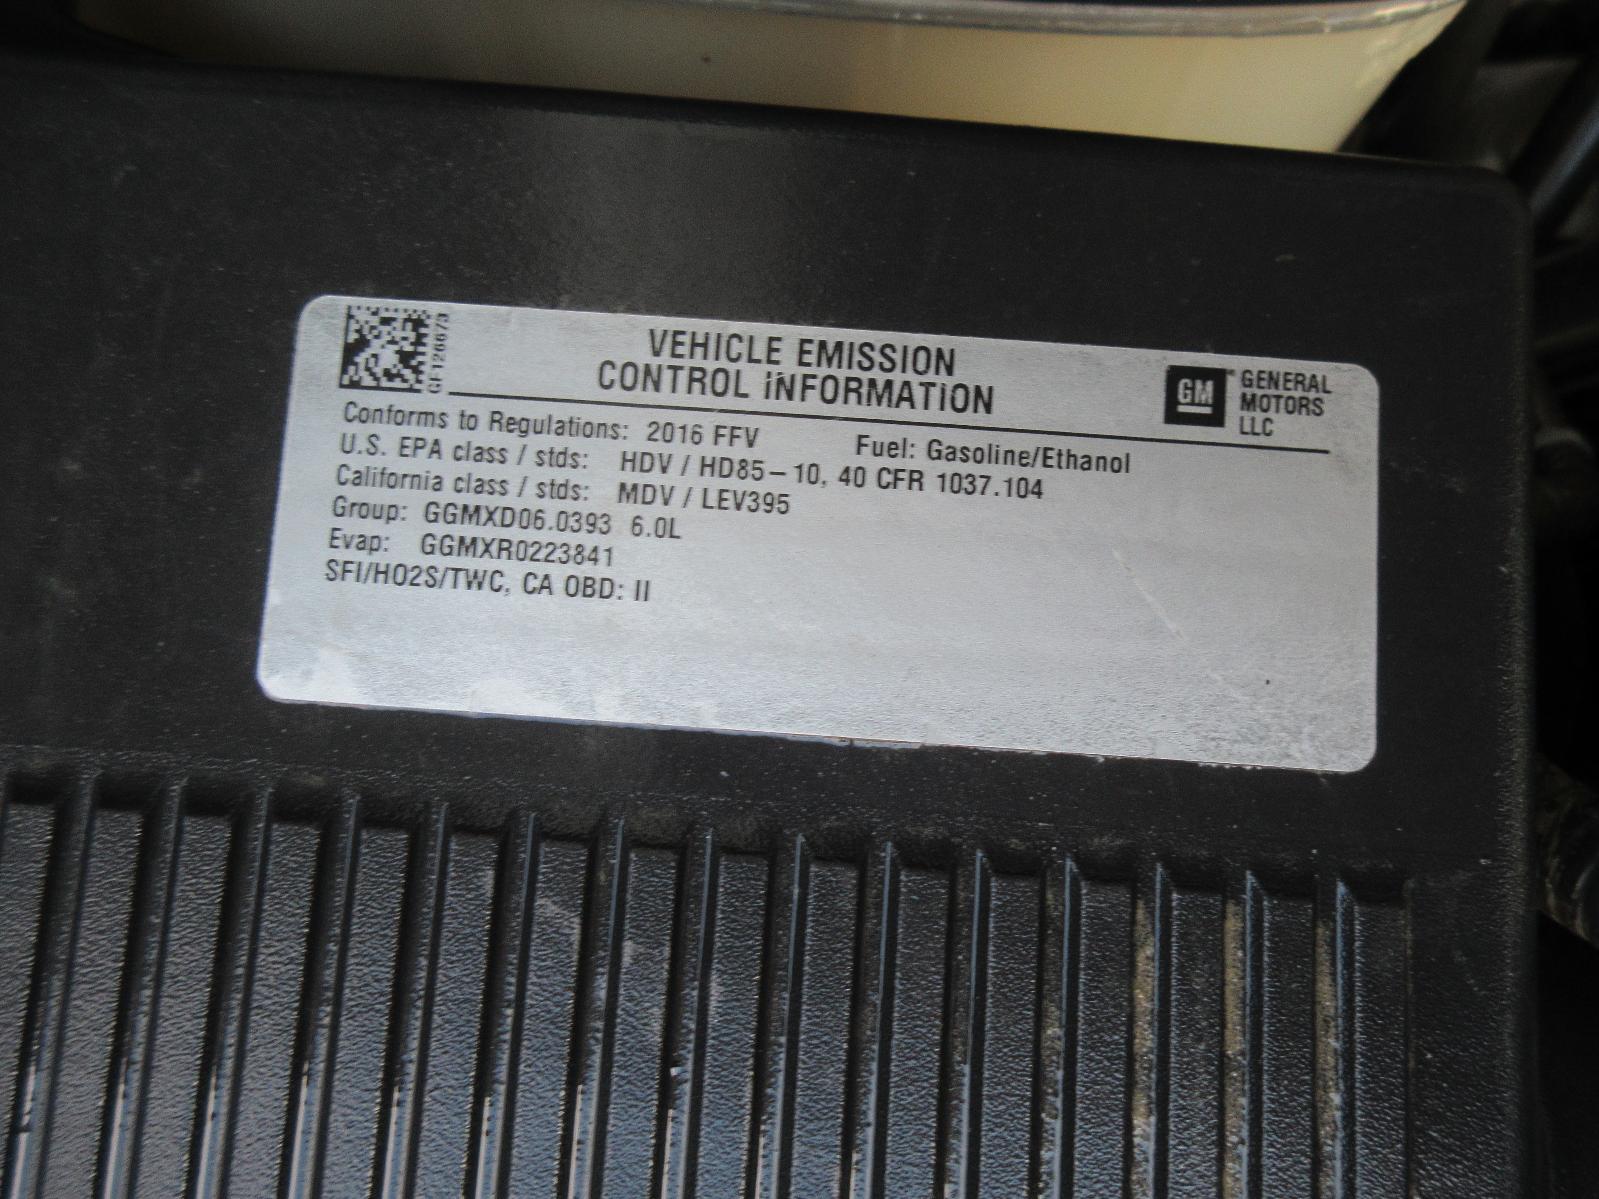 GF126673
VEHICLE EMISSION
CONTROL INFORMATION
GM
GENERAL
MOTORS
LLC
Conforms to Regulations: 2016 FFV Fuel: Gasoline/Ethanol
U.S. EPA class / stds: HDV / HD85-10, 40 CFR 1037.104
California class / stds: MDV / LEV395
Group: GGMXD06.0393 6.0L
Evap: GGMXR0223841
SFI/HO2S/TWC, CA OBD: II